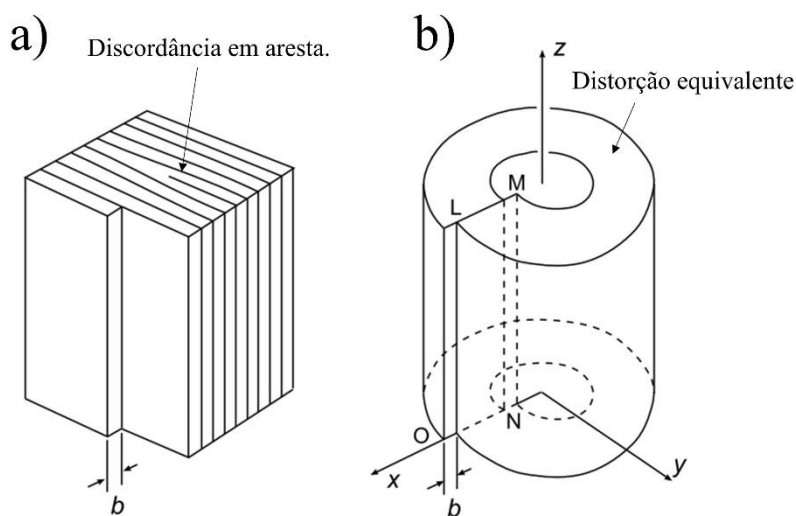 a)
Discordância em aresta.
b
b)
z
Distorção equivalente
M
L
O
N
x
y
b